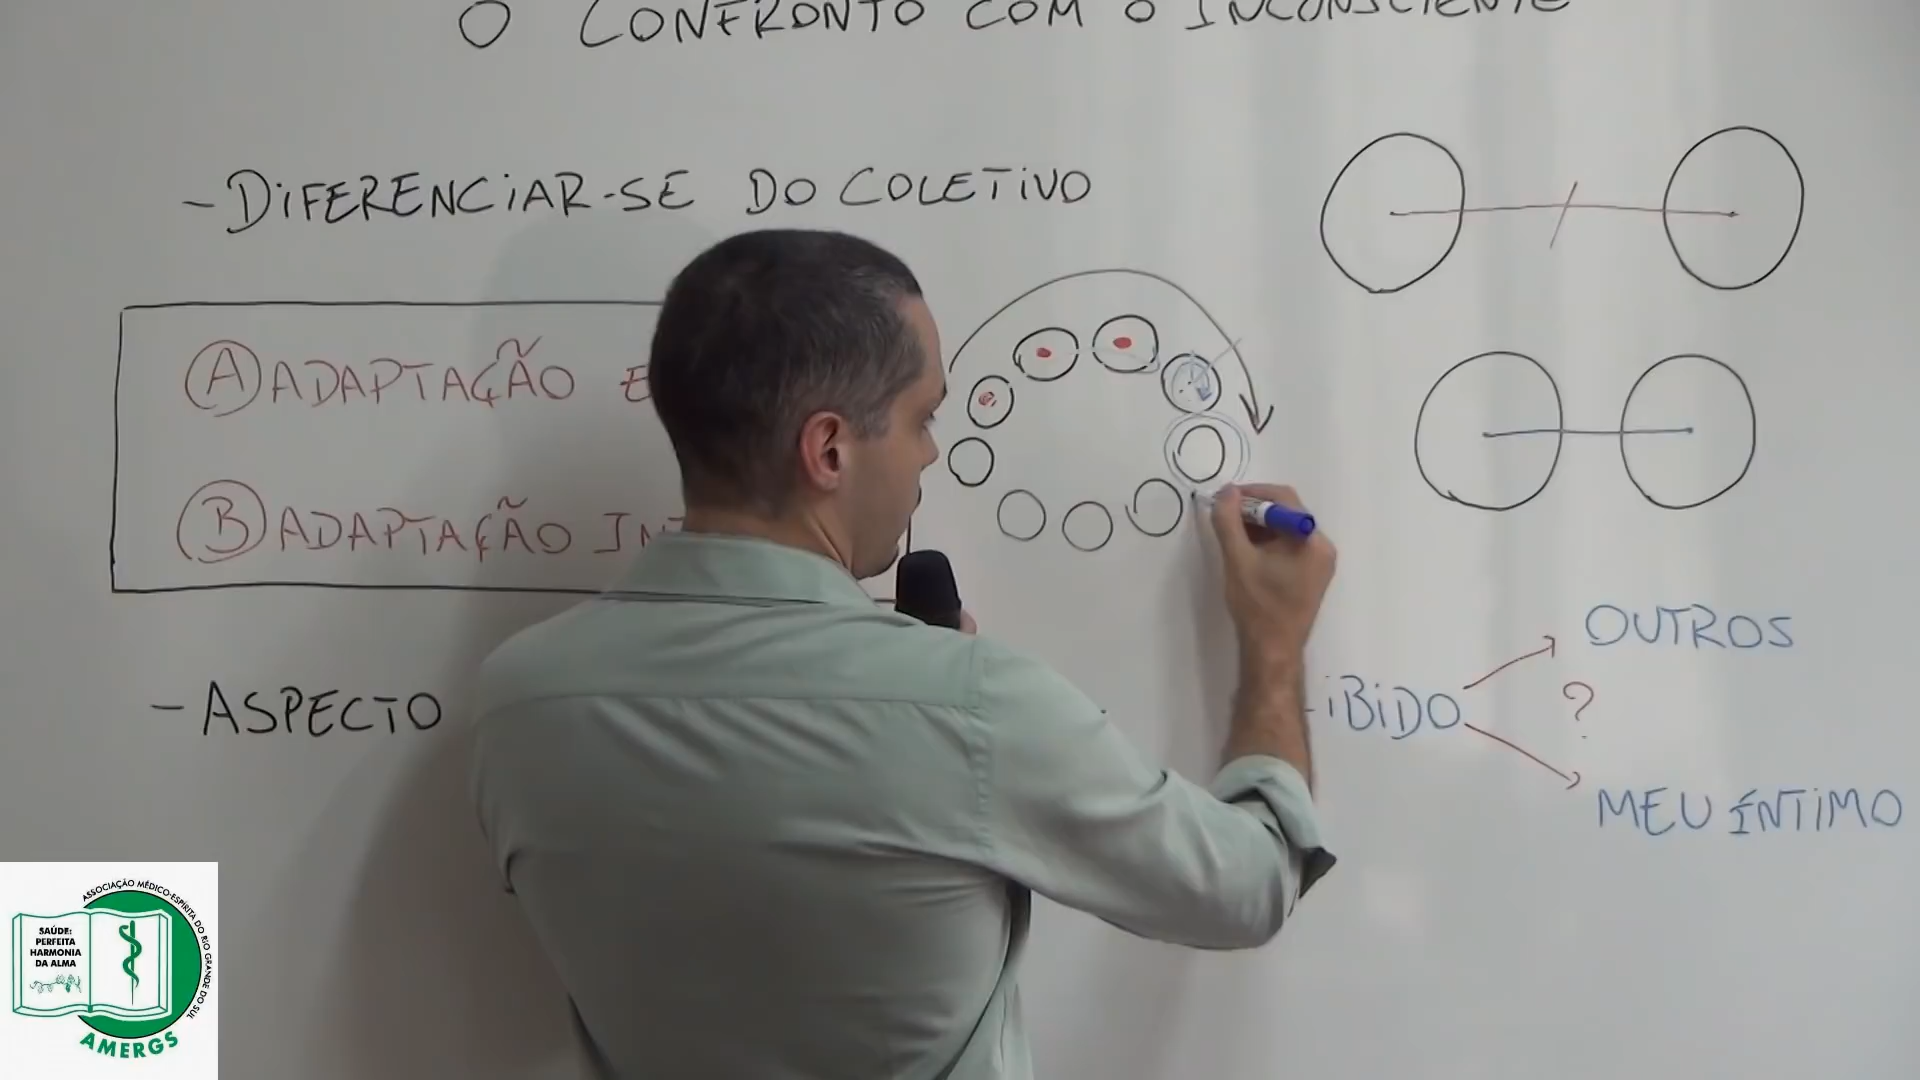 O CONFRONTO COM O INCONSCIENTE
- DIFERENCIAR-SE DO COLETIVO
A ADAPTAÇÃO E
B ADAPTAÇÃO INT
- ASPECTO
OUTROS
IBIDO
?
MEU ÍNTIMO
ASSOCIAÇÃO MÉDICO-ESPÍRITA DO RIO GRANDE DO SUL
SAÚDE:
PERFEITA
HARMONIA
DA ALMA
AMERGS